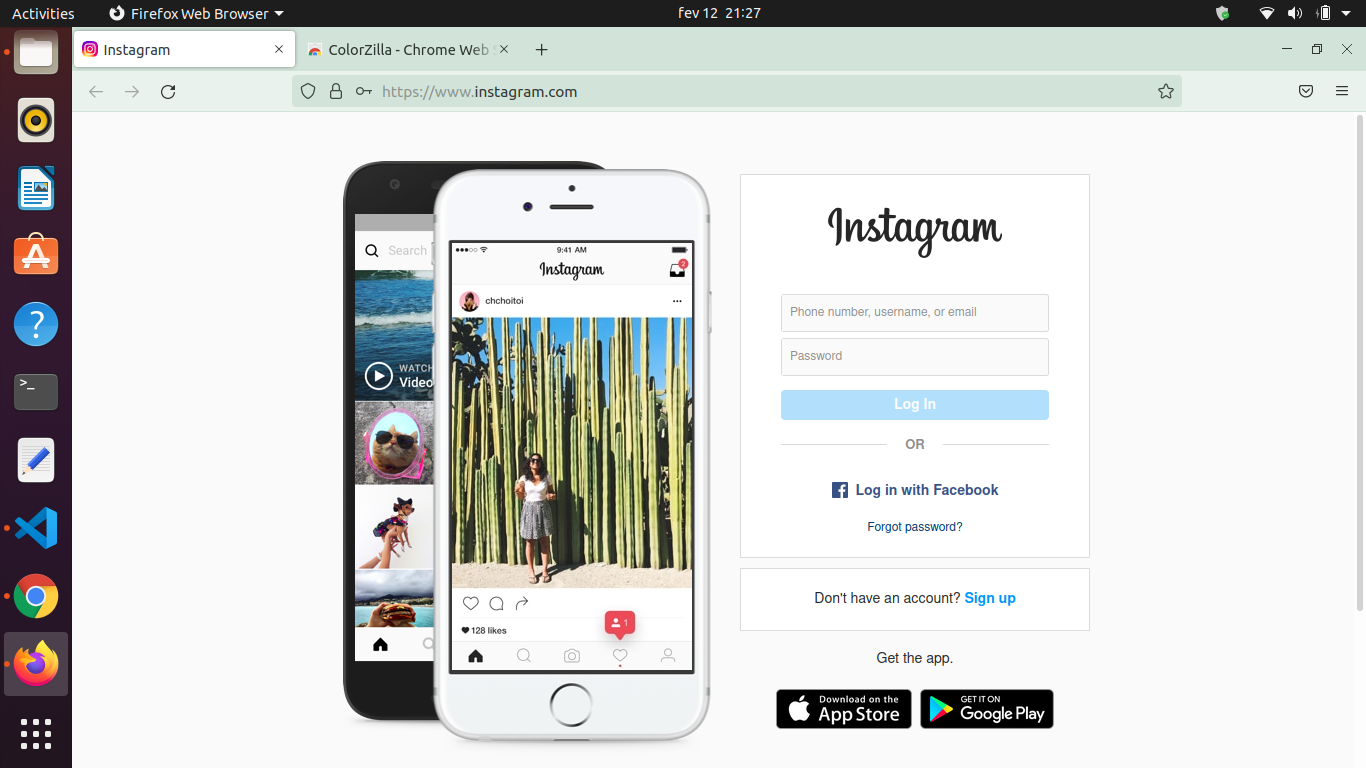 Activities Firefox Web Browser fev 12 21:27
Instagram ColorZilla - Chrome Web
https://www.instagram.com
Search
WATCH
Video
9:41 AM
Instagram
2
chchoitoi
128 likes
1
Instagram
Phone number, username, or email
Password
Log In
OR
Log in with Facebook
Forgot password?
Don't have an account? Sign up
Get the app.
Download on the
App Store
GET IT ON
Google Play
>_
?